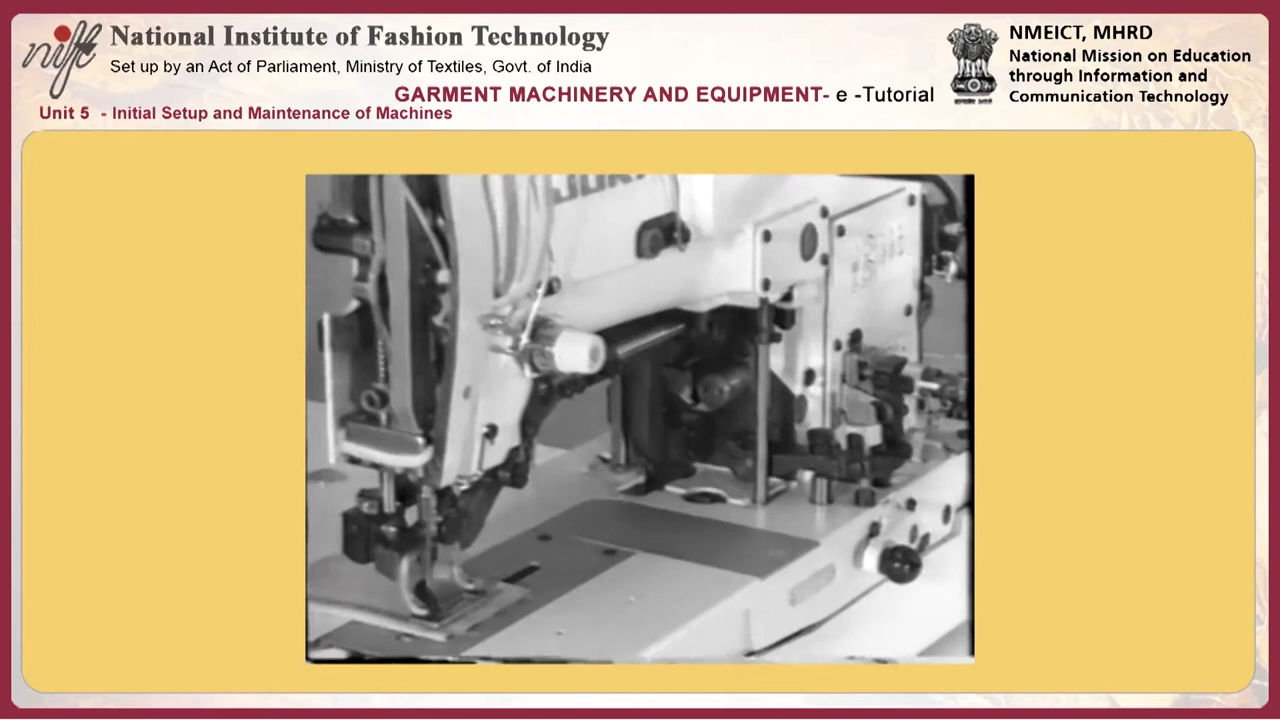 nift
National Institute of Fashion Technology
Set up by an Act of Parliament, Ministry of Textiles, Govt. of India
NMEICT, MHRD
National Mission on Education
through Information and
Communication Technology
GARMENT MACHINERY AND EQUIPMENT- e -Tutorial
Unit 5 - Initial Setup and Maintenance of Machines